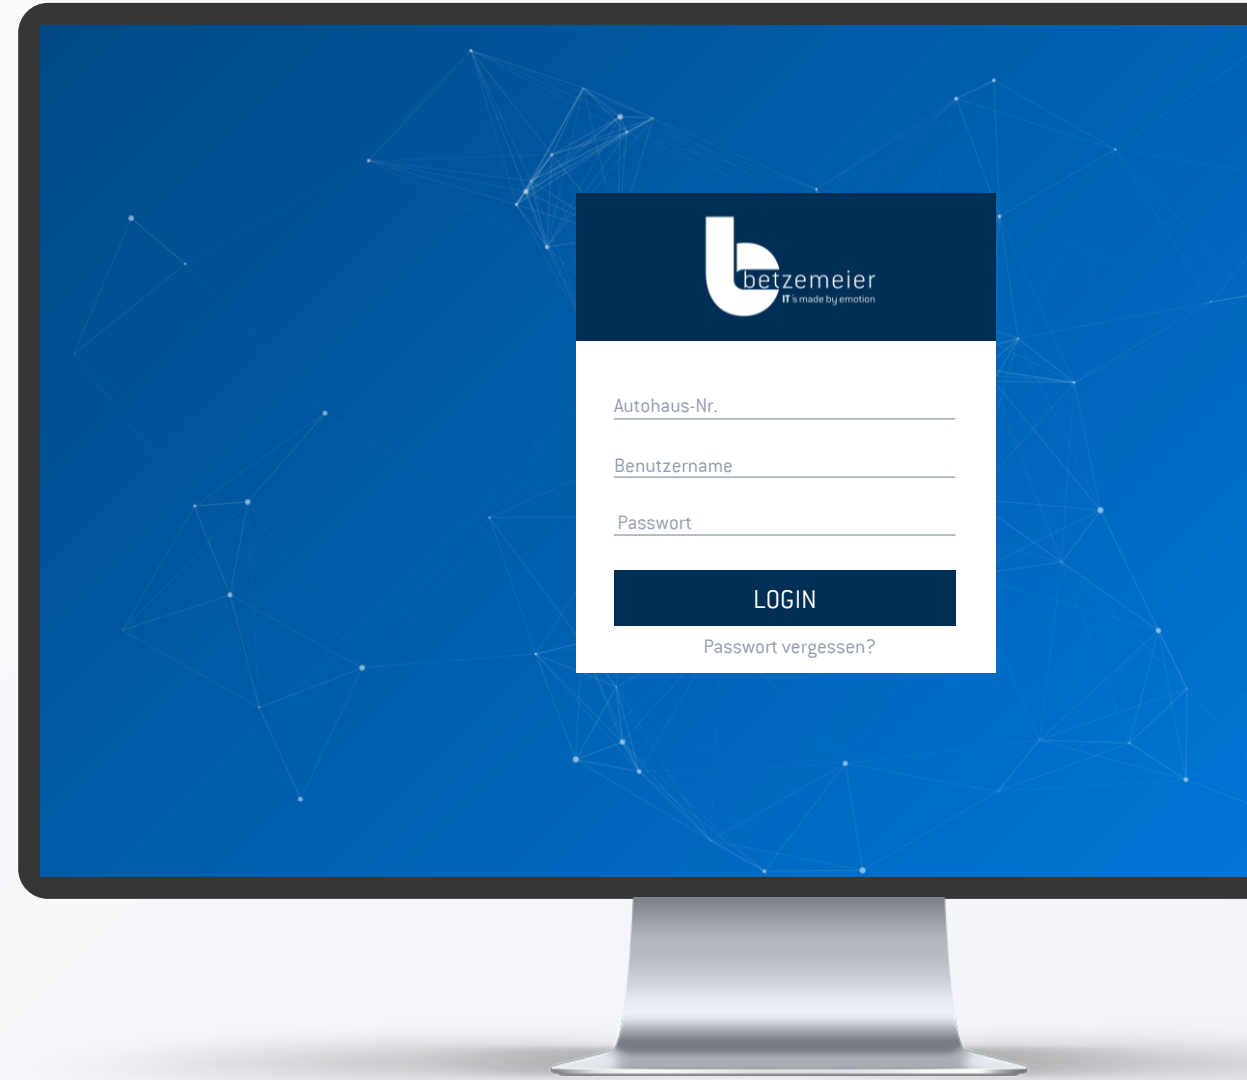 betzemeier
IT's made by emotion
Autohaus-Nr.
Benutzername
Passwort
LOGIN
Passwort vergessen?